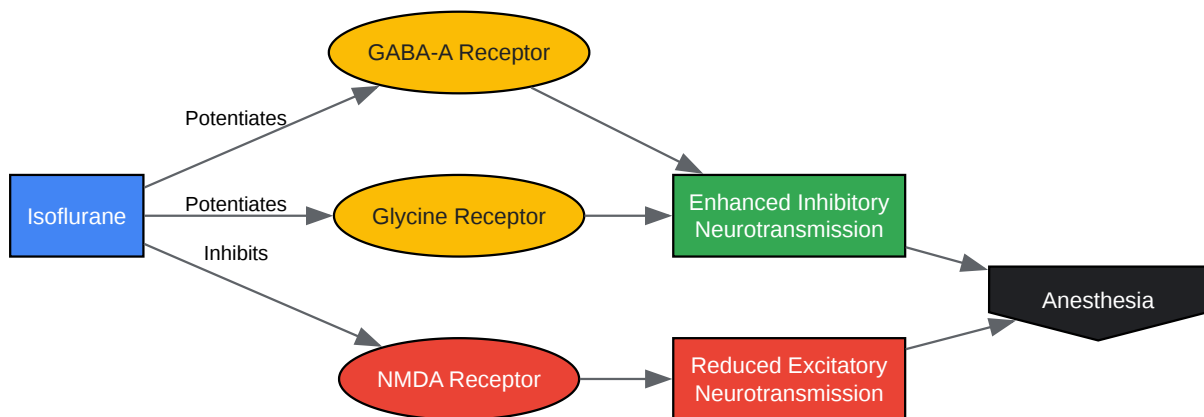 GABA-A Receptor
Potentiates
Isoflurane
Potentiates
Glycine Receptor
Enhanced Inhibitory
Neurotransmission
Inhibits
Anesthesia
NMDA Receptor
Reduced Excitatory
Neurotransmission